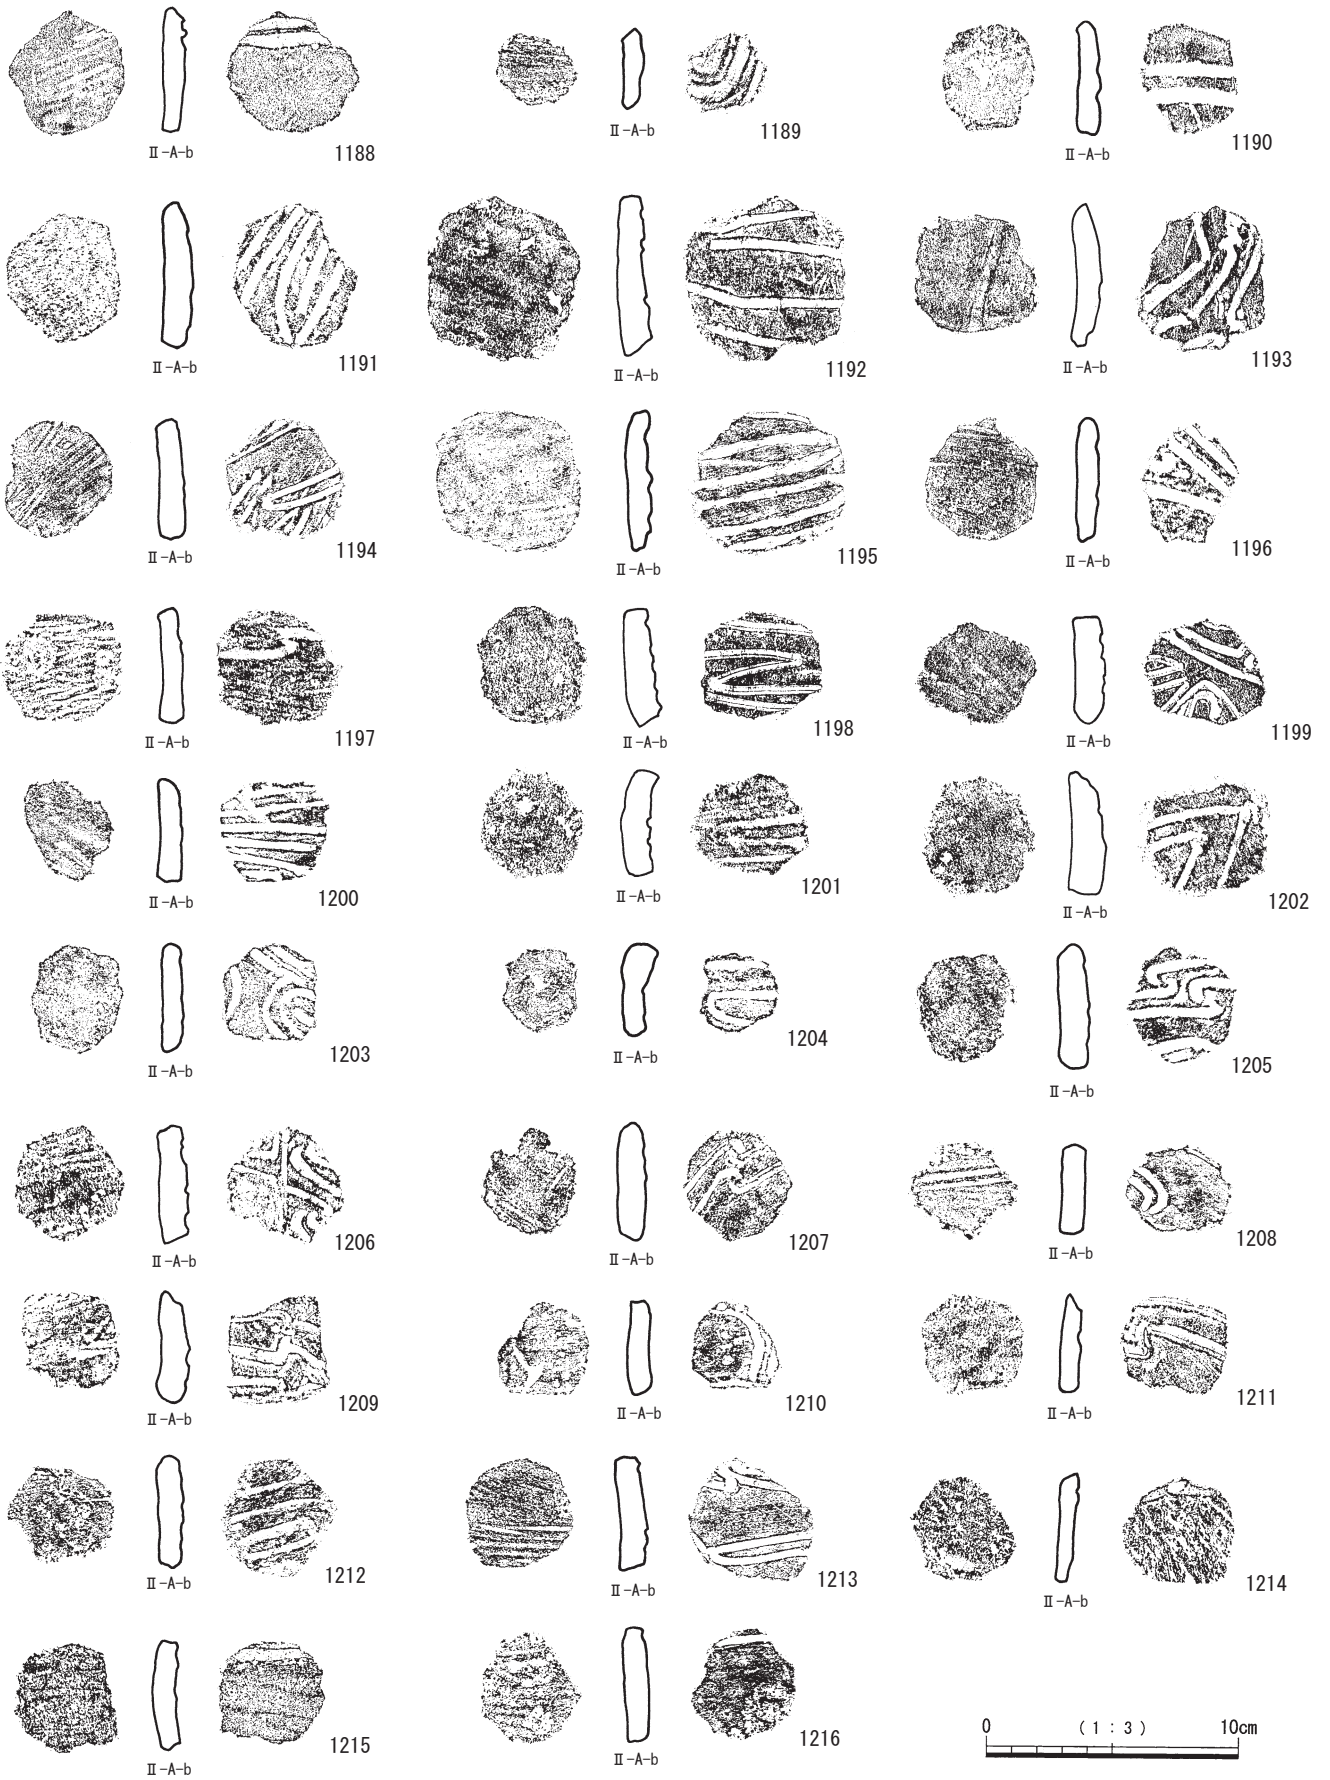 Ⅱ-A-b
1188
Ⅱ-A-b
1189
Ⅱ-A-b
1190
Ⅱ-A-b
1191
Ⅱ-A-b
1192
Ⅱ-A-b
1193
Ⅱ-A-b
1194
Ⅱ-A-b
1195
Ⅱ-A-b
1196
Ⅱ-A-b
1197
Ⅱ-A-b
1198
Ⅱ-A-b
1199
Ⅱ-A-b
1200
Ⅱ-A-b
1201
Ⅱ-A-b
1202
Ⅱ-A-b
1203
Ⅱ-A-b
1204
Ⅱ-A-b
1205
Ⅱ-A-b
1206
Ⅱ-A-b
1207
Ⅱ-A-b
1208
Ⅱ-A-b
1209
Ⅱ-A-b
1210
Ⅱ-A-b
1211
Ⅱ-A-b
1212
Ⅱ-A-b
1213
Ⅱ-A-b
1214
Ⅱ-A-b
1215
Ⅱ-A-b
1216
0 (1:3) 10cm